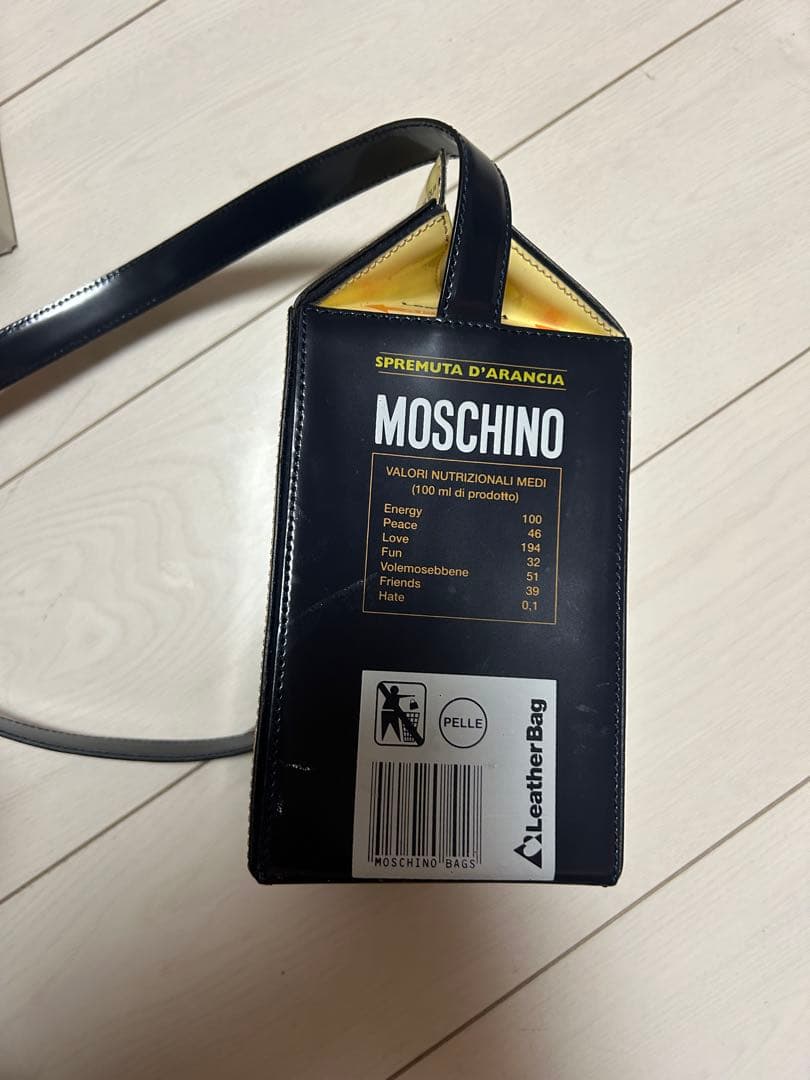 SPREMUTA D'ARANCIA
MOSCHINO
VALORI NUTRIZIONALI MEDI
(100 ml di prodotto)
Energy 100
Peace 46
Love 194
Fun 32
Volemosebbene 51
Friends 39
Hate 0,1
PELLE
LeatherBag
MOSCHINO BAGS